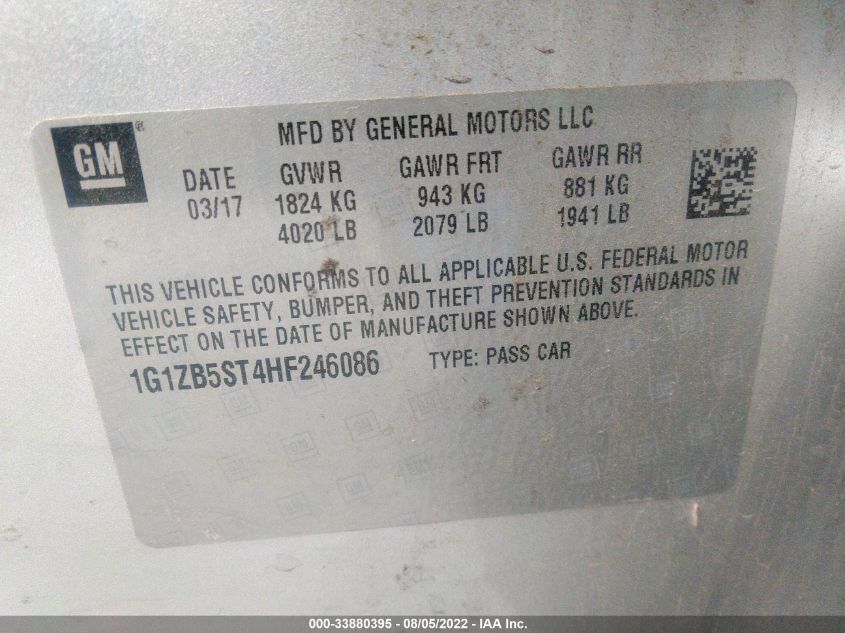 MFD BY GENERAL MOTORS LLC
GM®
DATE GVWR GAWR FRT GAWR RR
03/17 1824 KG 943 KG 881 KG
4020 LB 2079 LB 1941 LB
THIS VEHICLE CONFORMS TO ALL APPLICABLE U.S. FEDERAL MOTOR
VEHICLE SAFETY, BUMPER, AND THEFT PREVENTION STANDARDS IN
EFFECT ON THE DATE OF MANUFACTURE SHOWN ABOVE.
1G1ZB5ST4HF246086 TYPE: PASS CAR
000-33880395 - 08/05/2022 - IAA Inc.